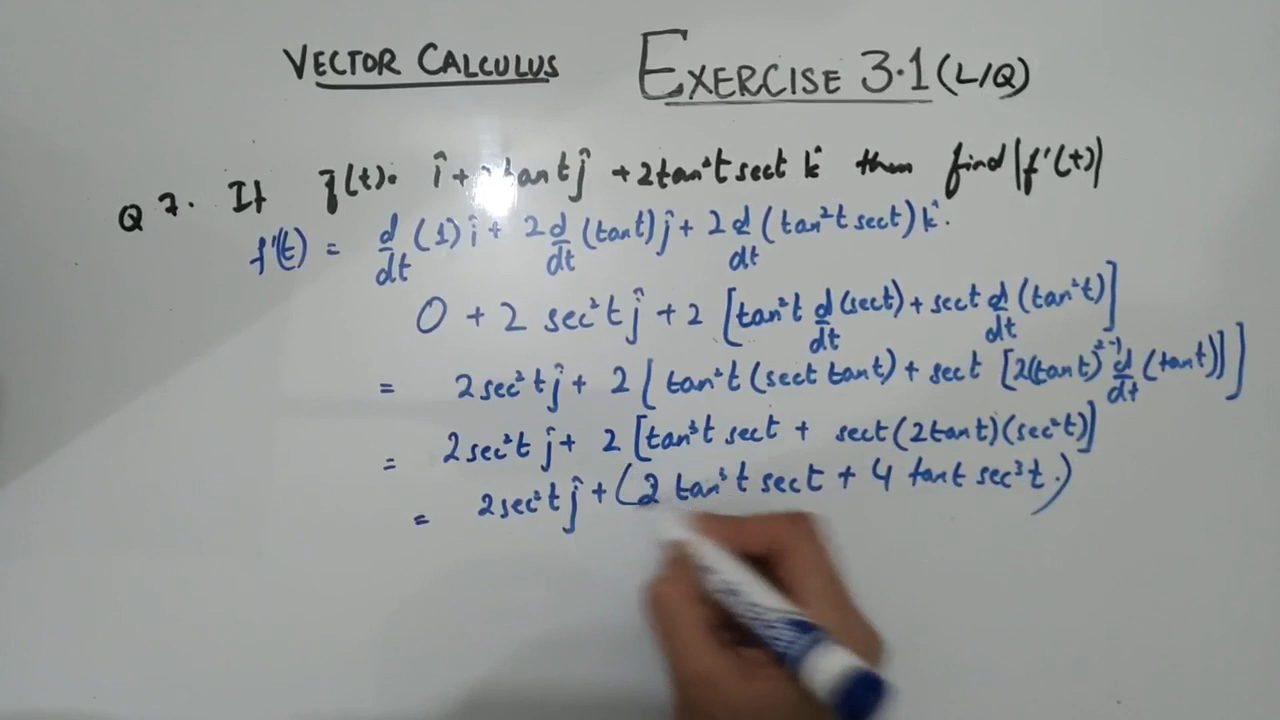 VECTOR CALCULUS EXERCISE 3.1 (L/Q)
Q 7. If f(t) = î + tan t ĵ + 2tan²t sect k̂ then find |f'(t)|
f'(t) = d/dt (1) î + 2 d/dt (tant) ĵ + 2 d/dt (tan²t sect) k̂.
0 + 2 sec²t ĵ + 2 [tan²t d/dt (sect) + sect d/dt (tan²t)]
= 2sec²t ĵ + 2 [tan²t (sect tant) + sect [2(tant)²⁻¹ d/dt (tant)]]
= 2sec²t j + 2 [tan³t sect + sect (2tant)(sec²t)]
= 2sec²t ĵ + (2 tan³t sect + 4 tant sec³t.)